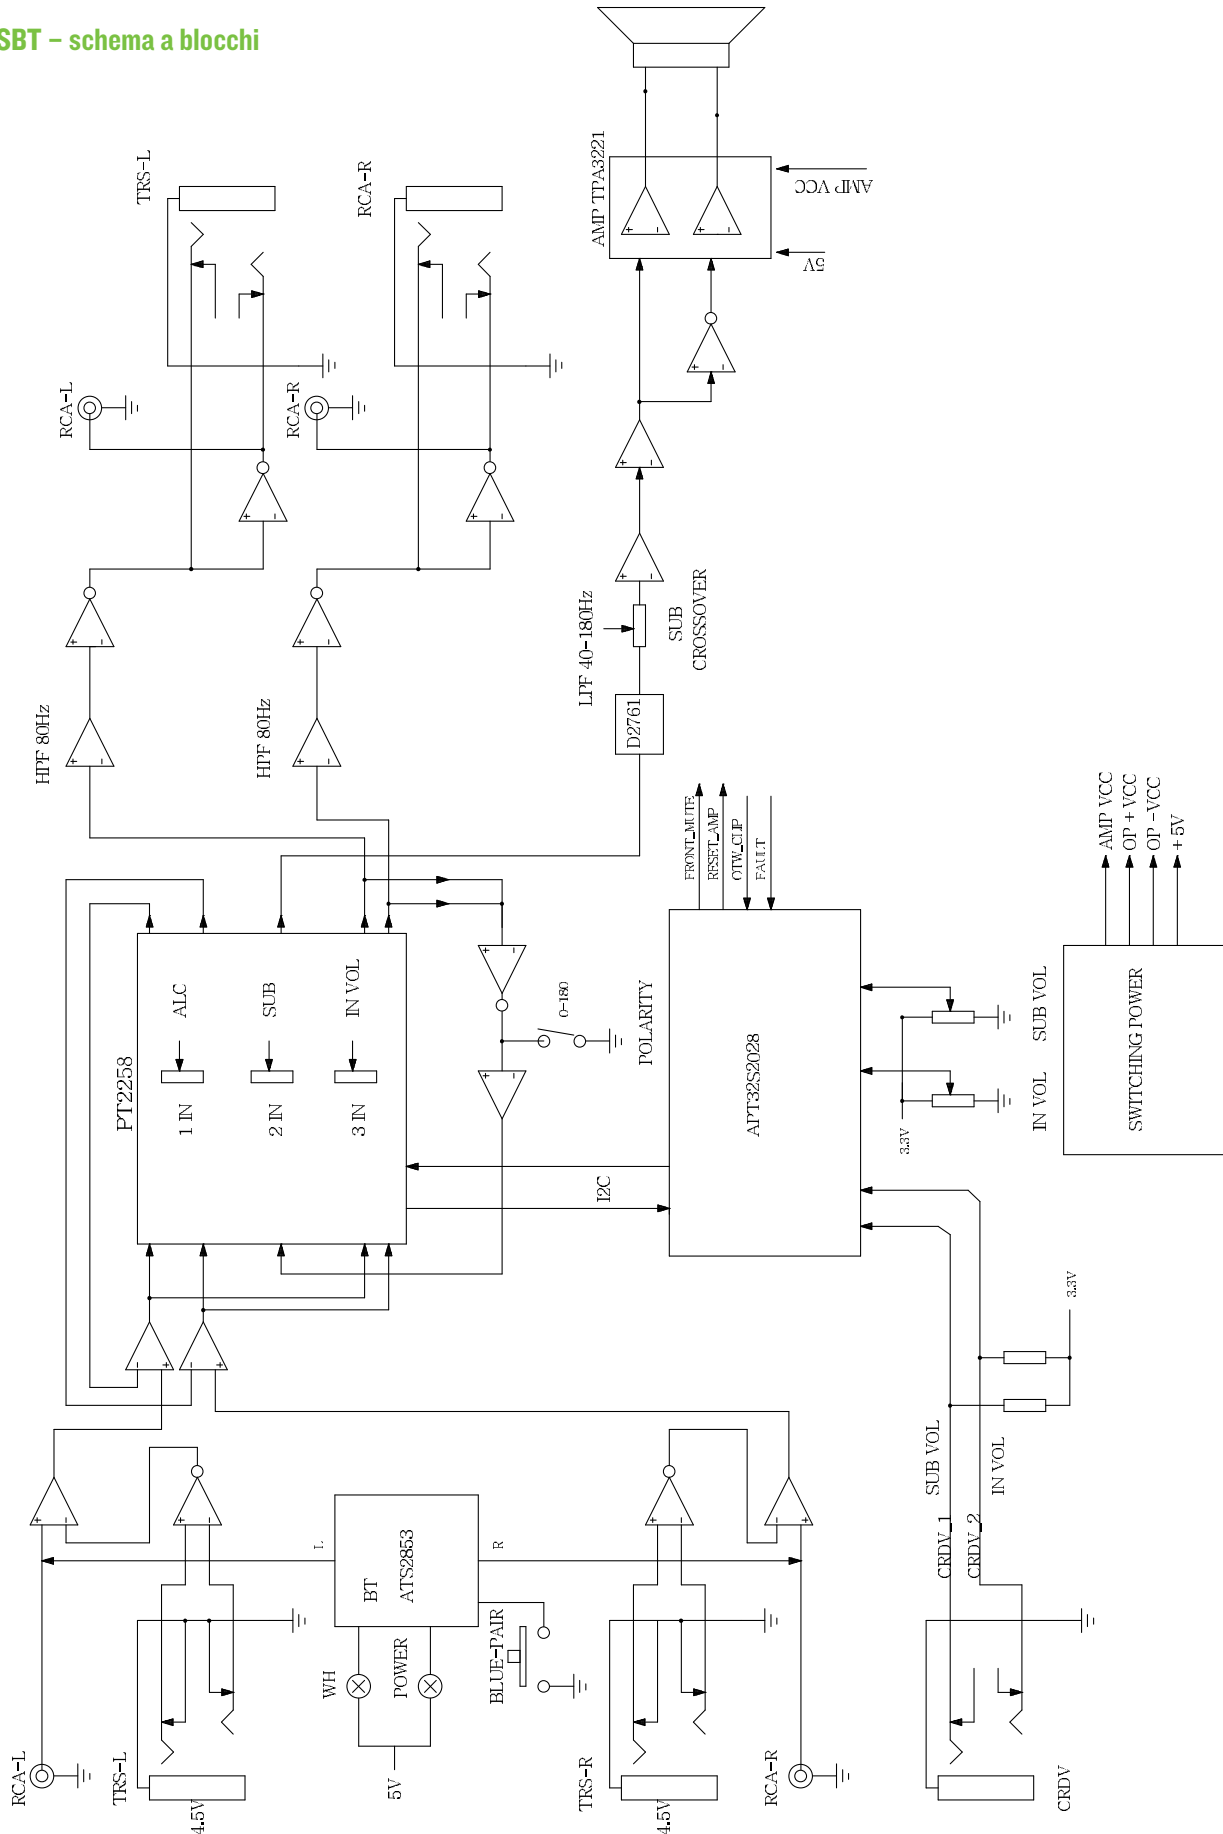 SBT – schema a blocchi
TRS-L
RCA-R
RCA-L
RCA-R
HPF 80Hz
HPF 80Hz
AMP TPA3221
AMP VCC
5V
LPF 40-180Hz
SUB
CROSSOVER
D2761
PT2258
ALC
SUB
IN VOL
1 IN
2 IN
3 IN
0-180
POLARITY
I2C
FRONT_MUTE
RESET_AMP
OTW_CLIP
FAULT
APT32S2028
3.3V
IN VOL
SUB VOL
SWITCHING POWER
AMP VCC
OP + VCC
OP -VCC
+ 5V
3.3V
SUB VOL
IN VOL
CRDV_1
CRDV_2
CRDV
L
R
BT
ATS2853
WH
POWER
BLUE-PAIR
5V
RCA-L
TRS-L
4.5V
TRS-R
4.5V
RCA-R